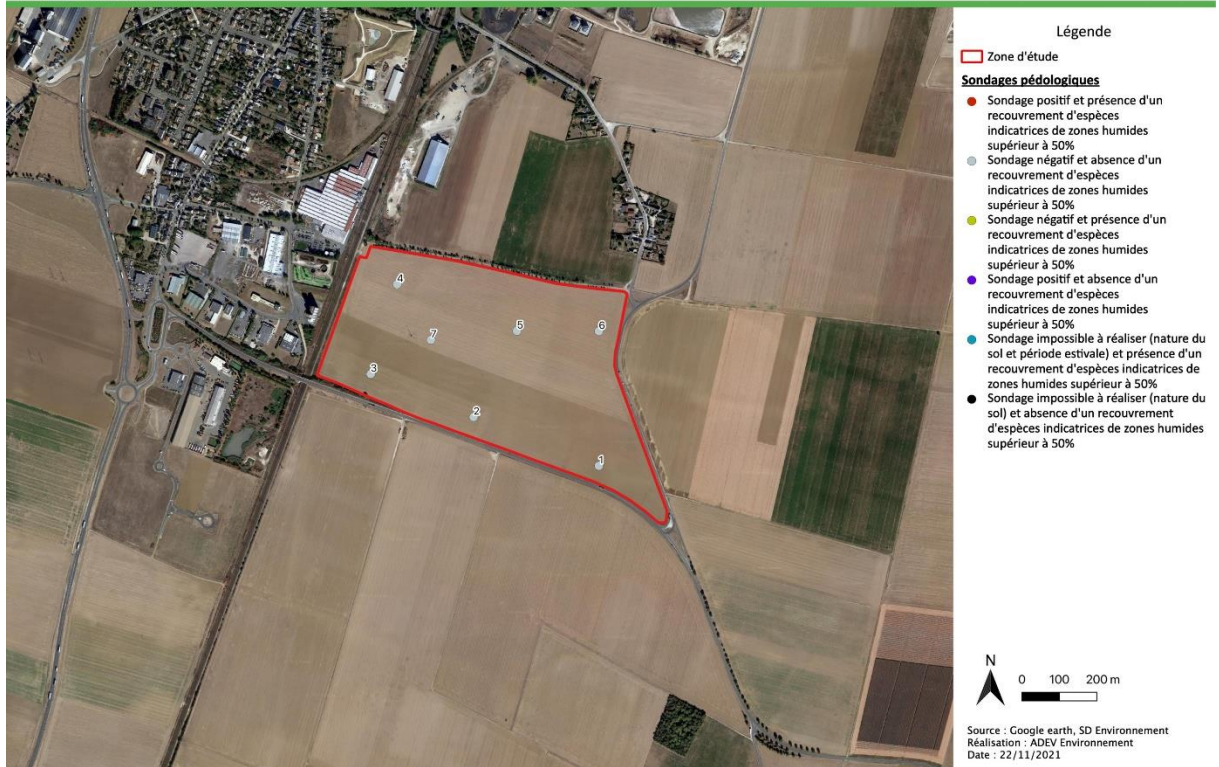 Légende
Zone d'étude
Sondages pédologiques
Sondage positif et présence d'un
recouvrement d'espèces
indicatrices de zones humides
supérieur à 50%
Sondage négatif et absence d'un
recouvrement d'espèces
indicatrices de zones humides
supérieur à 50%
Sondage négatif et présence d'un
recouvrement d'espèces
indicatrices de zones humides
supérieur à 50%
Sondage positif et absence d'un
recouvrement d'espèces
indicatrices de zones humides
supérieur à 50%
Sondage impossible à réaliser (nature du
sol et période estivale) et présence d'un
recouvrement d'espèces indicatrices de
zones humides supérieur à 50%
Sondage impossible à réaliser (nature du
sol) et absence d'un recouvrement
d'espèces indicatrices de zones humides
supérieur à 50%
4
5
6
7
3
2
1
N
0 100 200 m
Source : Google earth, SD Environnement
Réalisation : ADEV Environnement
Date : 22/11/2021